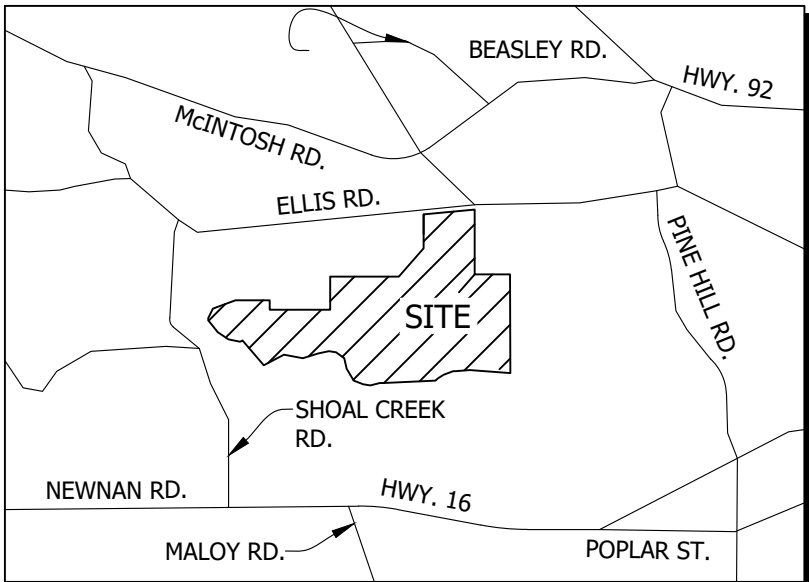 BEASLEY RD.
HWY. 92
McINTOSH RD.
ELLIS RD.
PINE HILL RD.
SITE
SHOAL CREEK
RD.
NEWNAN RD.
HWY. 16
MALOY RD.
POPLAR ST.